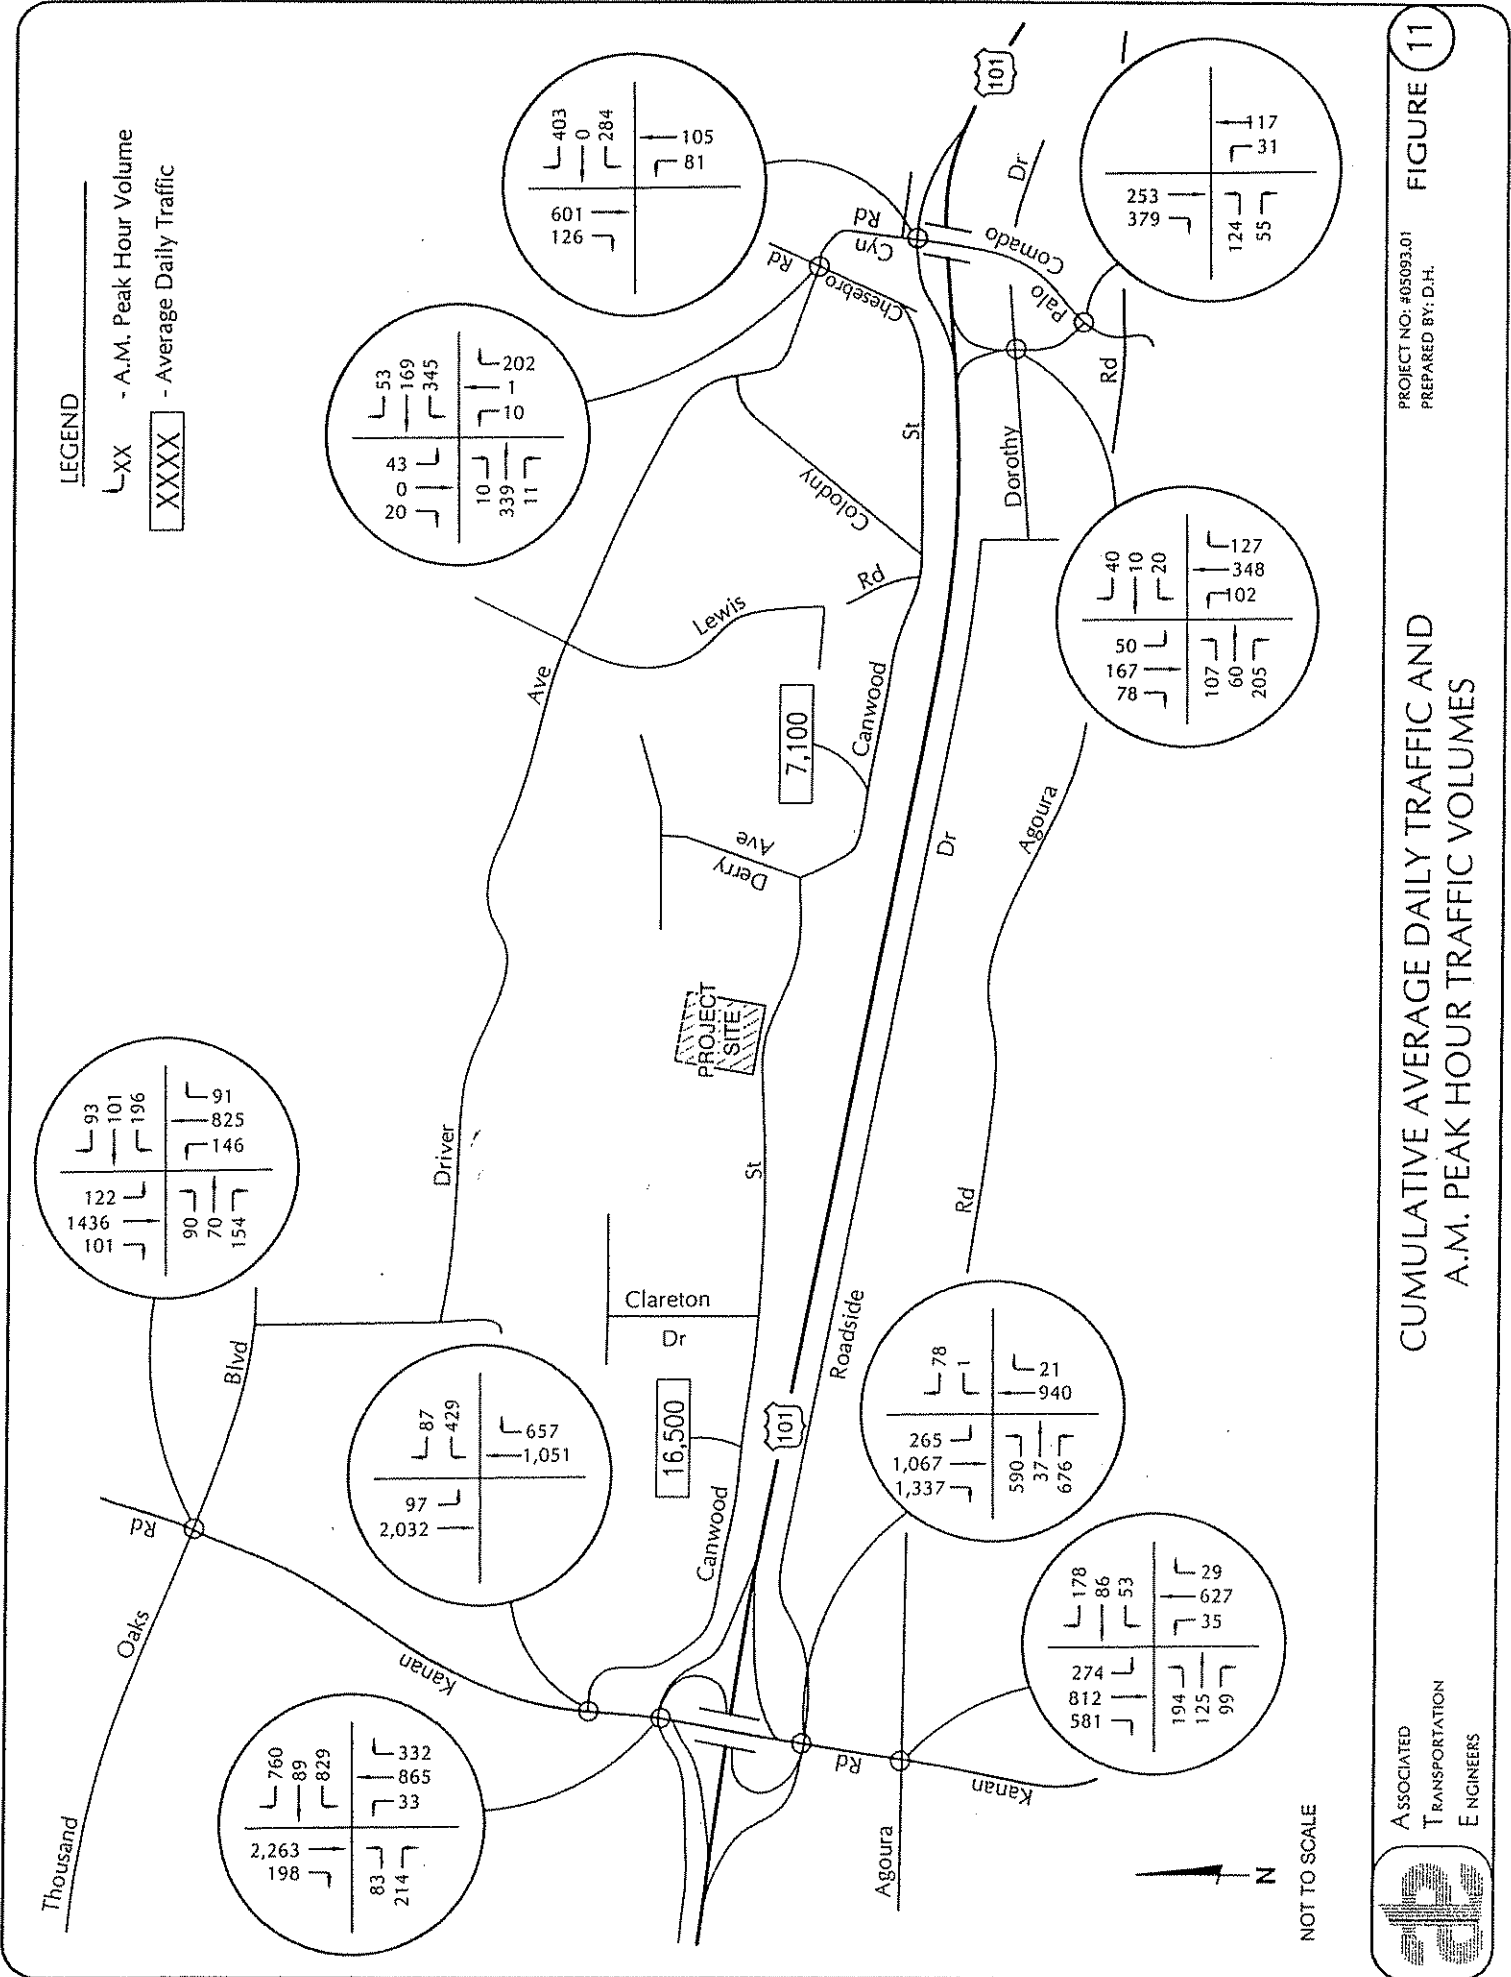 LEGEND
XX - A.M. Peak Hour Volume
XXXX - Average Daily Traffic
403
0
284
601
126
105
81
101
53
169
345
43
0
20
202
1
10
10
339
11
253
379
117
31
124
55
Rd
Cyn
Chesebro
Rd
Dr
Comado
Palo
Rd
Dorothy
St
Colodny
Rd
Lewis
Ave
7,100
Canwood
Derry
Ave
Dr
Agoura
40
10
20
50
167
78
127
348
102
107
60
205
PROJECT
SITE
93
101
196
122
1436
101
91
825
146
90
70
154
Driver
St
Rd
Clareton
Dr
Blvd
Roadside
87
429
97
2,032
657
1,051
16,500
101
78
1
265
1,067
1,337
21
940
590
37
676
Rd
Oaks
Kanan
Canwood
Thousand
760
89
829
2,263
198
332
865
33
83
214
Rd
Kanan
Agoura
178
86
53
274
812
581
29
627
35
194
125
99
N
NOT TO SCALE
ASSOCIATED
TRANSPORTATION
ENGINEERS
CUMULATIVE AVERAGE DAILY TRAFFIC AND
A.M. PEAK HOUR TRAFFIC VOLUMES
PROJECT NO: #05093.01
PREPARED BY: D.H.
FIGURE 11
ate